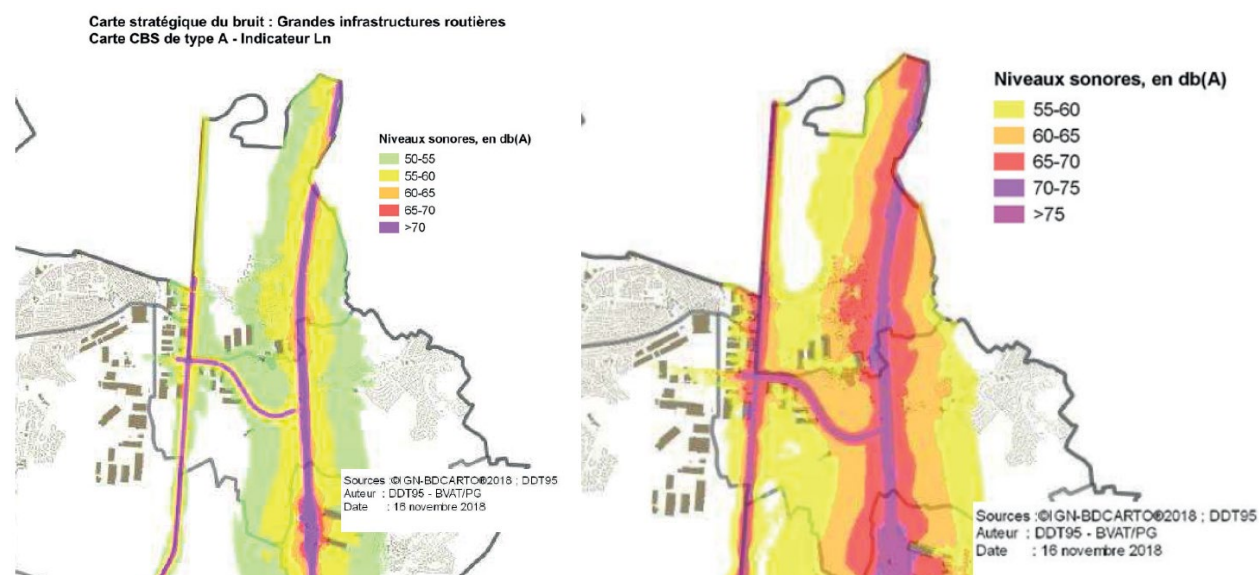 Carte stratégique du bruit : Grandes infrastructures routières
Carte CBS de type A - Indicateur Ln
Niveaux sonores, en db(A)
50-55
55-60
60-65
65-70
>70
Sources :©IGN-BDCARTO®2018 ; DDT95
Auteur : DDT95 - BVAT/PG
Date : 16 novembre 2018
Niveaux sonores, en db(A)
55-60
60-65
65-70
70-75
>75
Sources :©IGN-BDCARTO®2018 ; DDT95
Auteur : DDT95 - BVAT/PG
Date : 16 novembre 2018